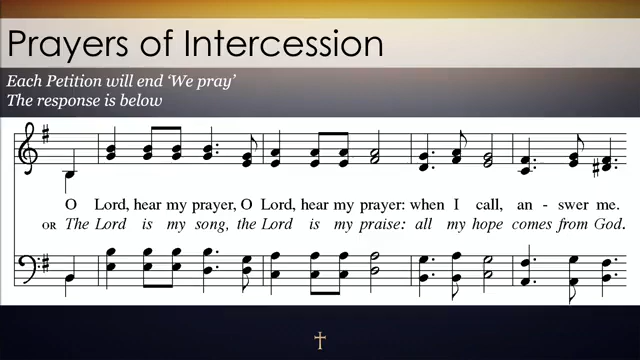 Prayers of Intercession
Each Petition will end ‘We pray’
The response is below
O Lord, hear my prayer, O Lord, hear my prayer: when I call, an - swer me.
OR The Lord is my song, the Lord is my praise: all my hope comes from God.